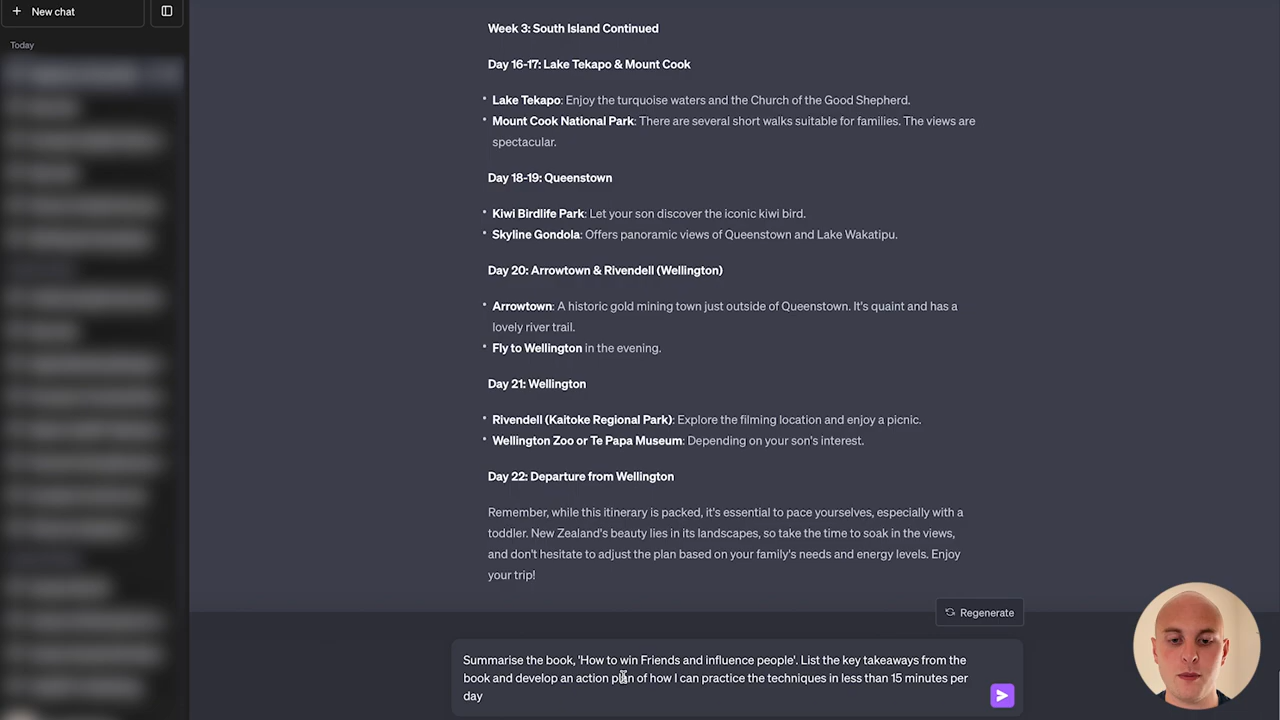 New chat
Today
Week 3: South Island Continued
Day 16-17: Lake Tekapo & Mount Cook
• Lake Tekapo: Enjoy the turquoise waters and the Church of the Good Shepherd.
• Mount Cook National Park: There are several short walks suitable for families. The views are
spectacular.
Day 18-19: Queenstown
• Kiwi Birdlife Park: Let your son discover the iconic kiwi bird.
• Skyline Gondola: Offers panoramic views of Queenstown and Lake Wakatipu.
Day 20: Arrowtown & Rivendell (Wellington)
• Arrowtown: A historic gold mining town just outside of Queenstown. It's quaint and has a
lovely river trail.
• Fly to Wellington in the evening.
Day 21: Wellington
• Rivendell (Kaitoke Regional Park): Explore the filming location and enjoy a picnic.
• Wellington Zoo or Te Papa Museum: Depending on your son's interest.
Day 22: Departure from Wellington
Remember, while this itinerary is packed, it's essential to pace yourselves, especially with a
toddler. New Zealand's beauty lies in its landscapes, so take the time to soak in the views,
and don't hesitate to adjust the plan based on your family's needs and energy levels. Enjoy
your trip!
Regenerate
Summarise the book, 'How to win Friends and influence people'. List the key takeaways from the
book and develop an action plan of how I can practice the techniques in less than 15 minutes per
day